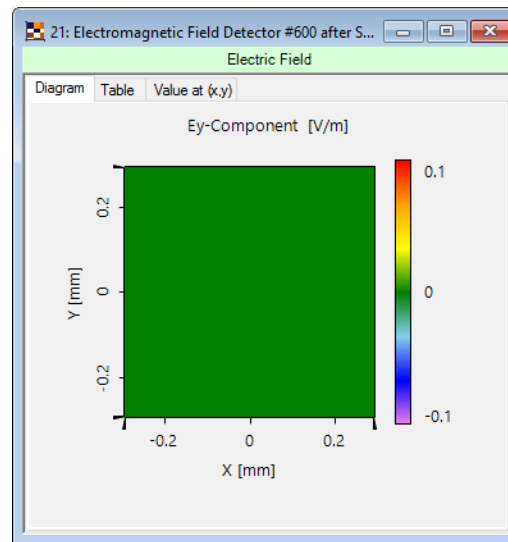 21: Electromagnetic Field Detector #600 after S...
Electric Field
Diagram Table Value at (x,y)
Ey-Component [V/m]
0.1
0.2
Y [mm]
0
0
-0.2
-0.1
-0.2 0 0.2
X [mm]